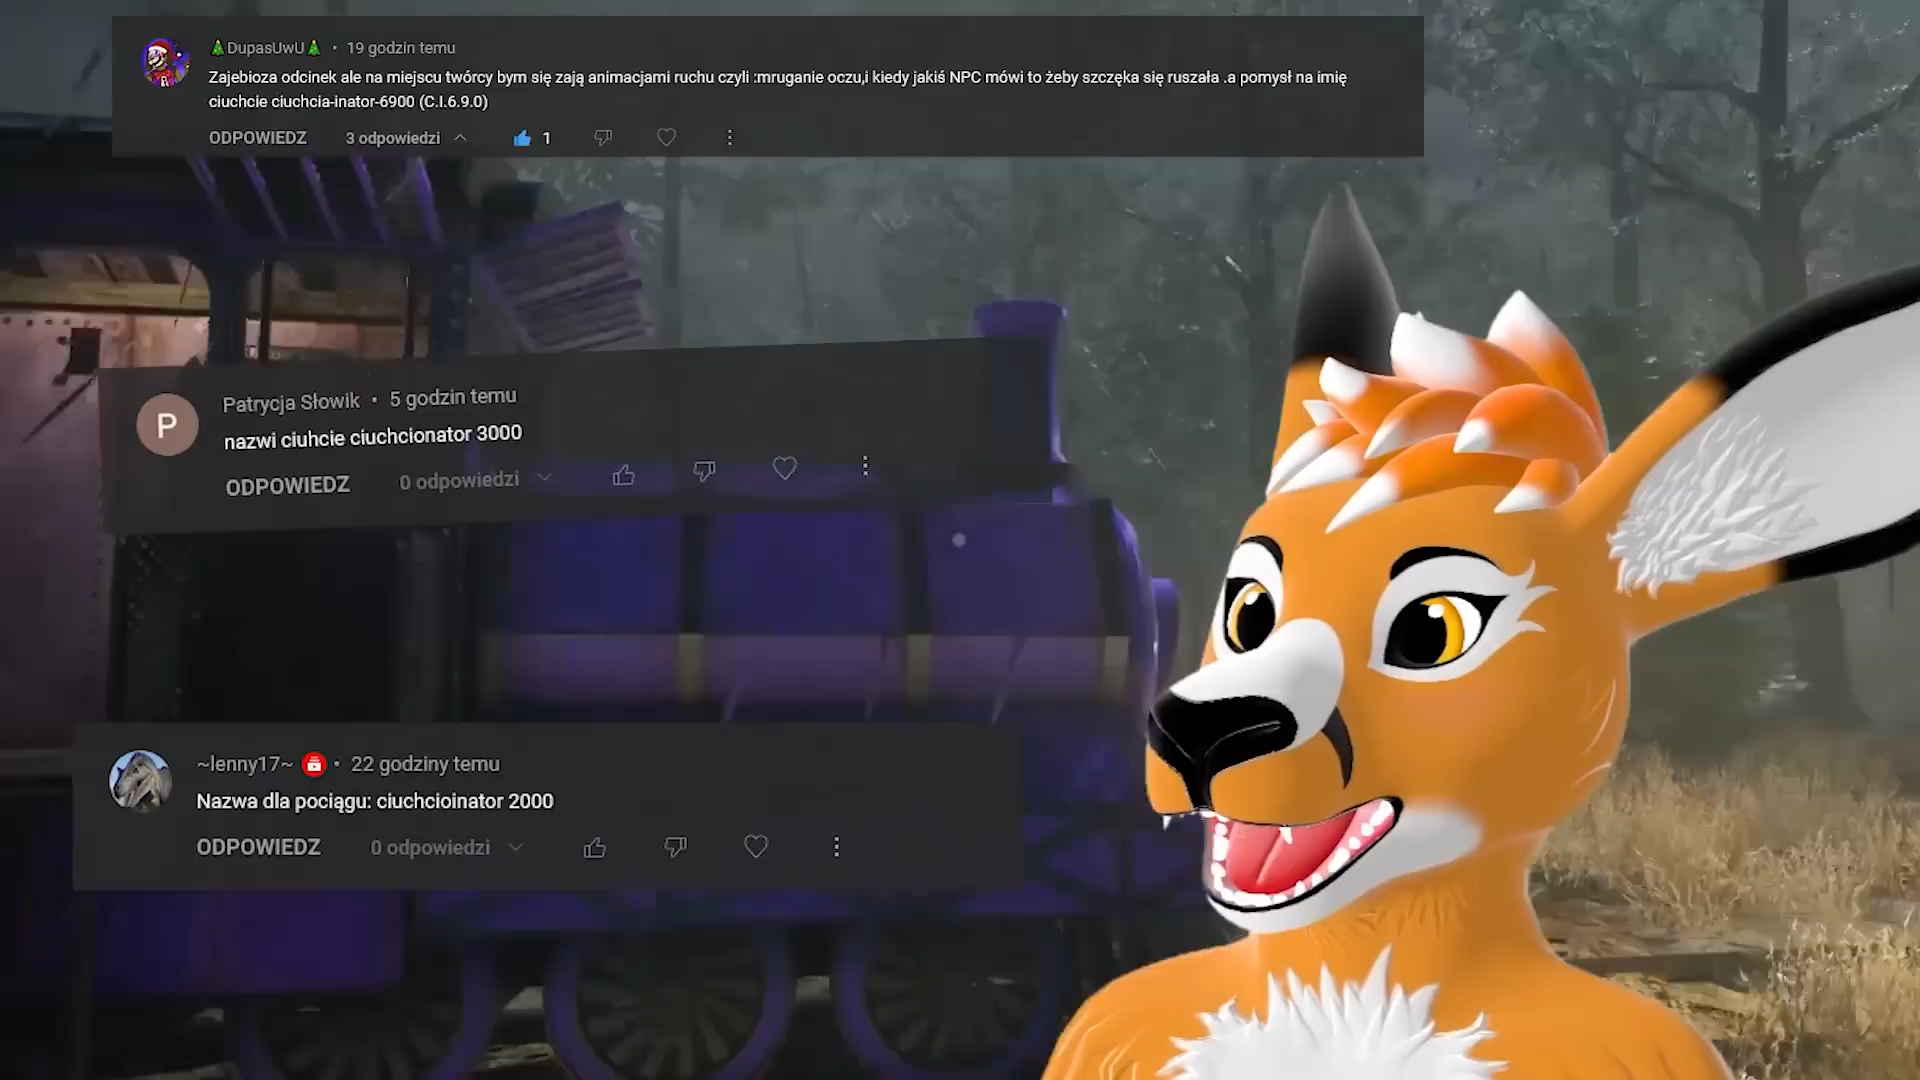 🎄DupasUwU🎄 • 19 godzin temu
Zajebioza odcinek ale na miejscu twórcy bym się zają animacjami ruchu czyli :mruganie oczu,i kiedy jakiś NPC mówi to żeby szczęka się ruszała .a pomysł na imię
ciuchcie ciuchcia-inator-6900 (C.I.6.9.0)
ODPOWIEDZ 3 odpowiedzi 1
P
Patrycja Słowik • 5 godzin temu
nazwi ciuhcie ciuchcionator 3000
ODPOWIEDZ 0 odpowiedzi
~lenny17~ • 22 godziny temu
Nazwa dla pociągu: ciuchcioinator 2000
ODPOWIEDZ 0 odpowiedzi